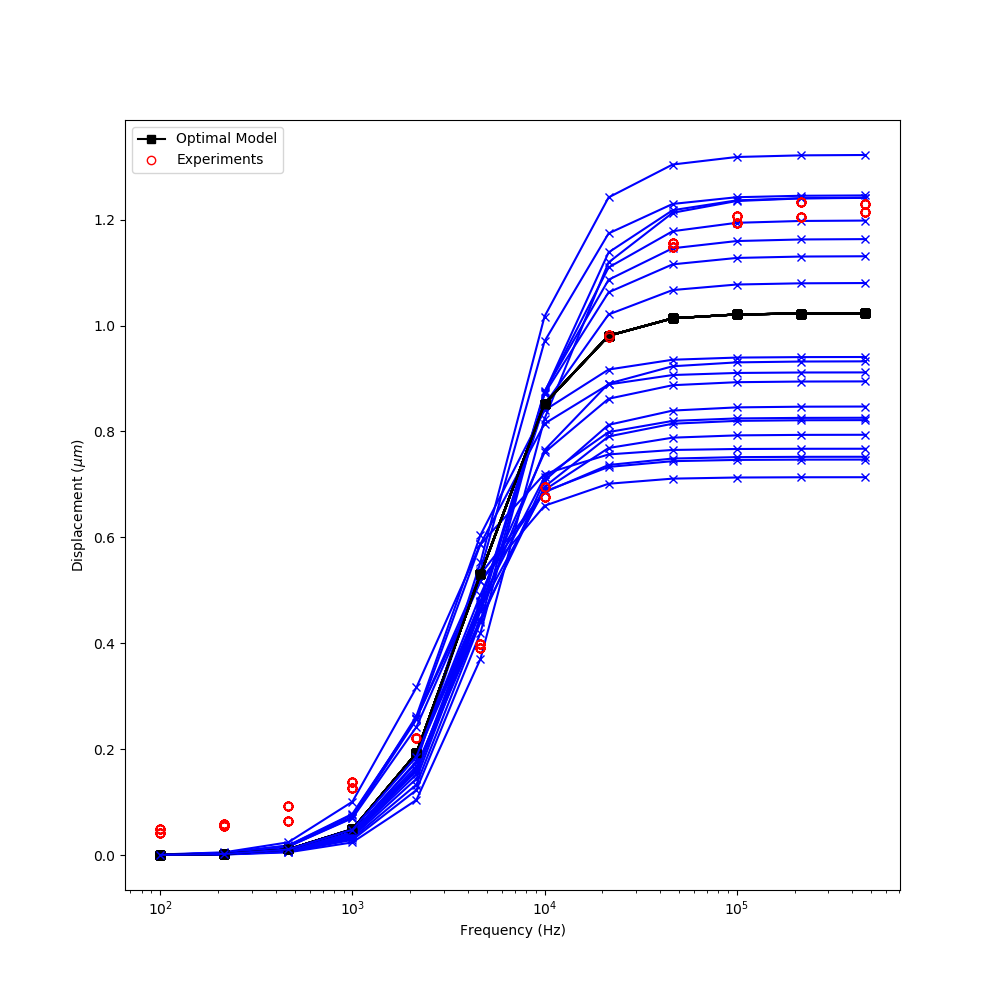 Optimal Model
Experiments
1.2
1.0
0.8
0.6
0.4
0.2
0.0
Displacement (μm)
10²
10³
10⁴
10⁵
Frequency (Hz)